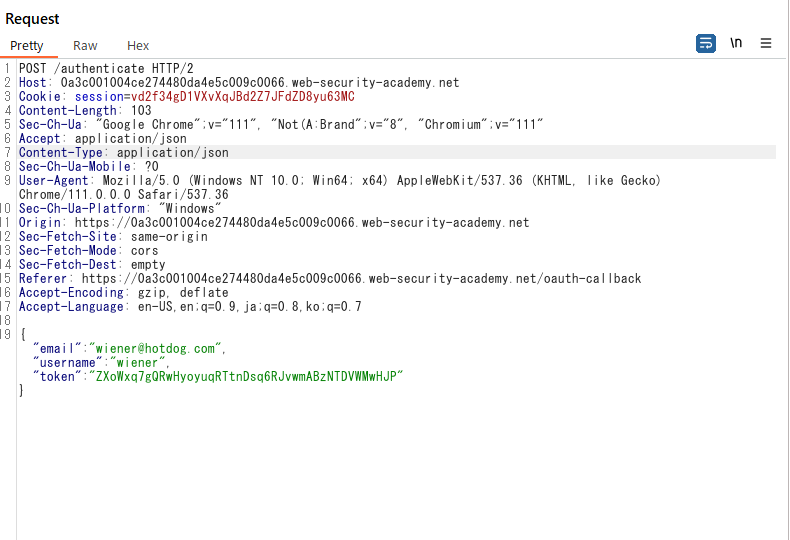 Request
Pretty Raw Hex \n
1 POST /authenticate HTTP/2
2 Host: 0a3c001004ce274480da4e5c009c0066.web-security-academy.net
3 Cookie: session=vd2f34gD1VXvXqJBd2Z7JFdZD8yu63MC
4 Content-Length: 103
5 Sec-Ch-Ua: "Google Chrome";v="111", "Not(A:Brand";v="8", "Chromium";v="111"
6 Accept: application/json
7 Content-Type: application/json
8 Sec-Ch-Ua-Mobile: ?0
9 User-Agent: Mozilla/5.0 (Windows NT 10.0; Win64; x64) AppleWebKit/537.36 (KHTML, like Gecko)
Chrome/111.0.0.0 Safari/537.36
10 Sec-Ch-Ua-Platform: "Windows"
11 Origin: https://0a3c001004ce274480da4e5c009c0066.web-security-academy.net
12 Sec-Fetch-Site: same-origin
13 Sec-Fetch-Mode: cors
14 Sec-Fetch-Dest: empty
15 Referer: https://0a3c001004ce274480da4e5c009c0066.web-security-academy.net/oauth-callback
16 Accept-Encoding: gzip, deflate
17 Accept-Language: en-US,en;q=0.9,ja;q=0.8,ko;q=0.7
18
19 {
"email":"wiener@hotdog.com",
"username":"wiener",
"token":"ZXoWxq7gQRwHyoyuqRTtnDsq6RJvwmABzNTDVWMwHJP"
}